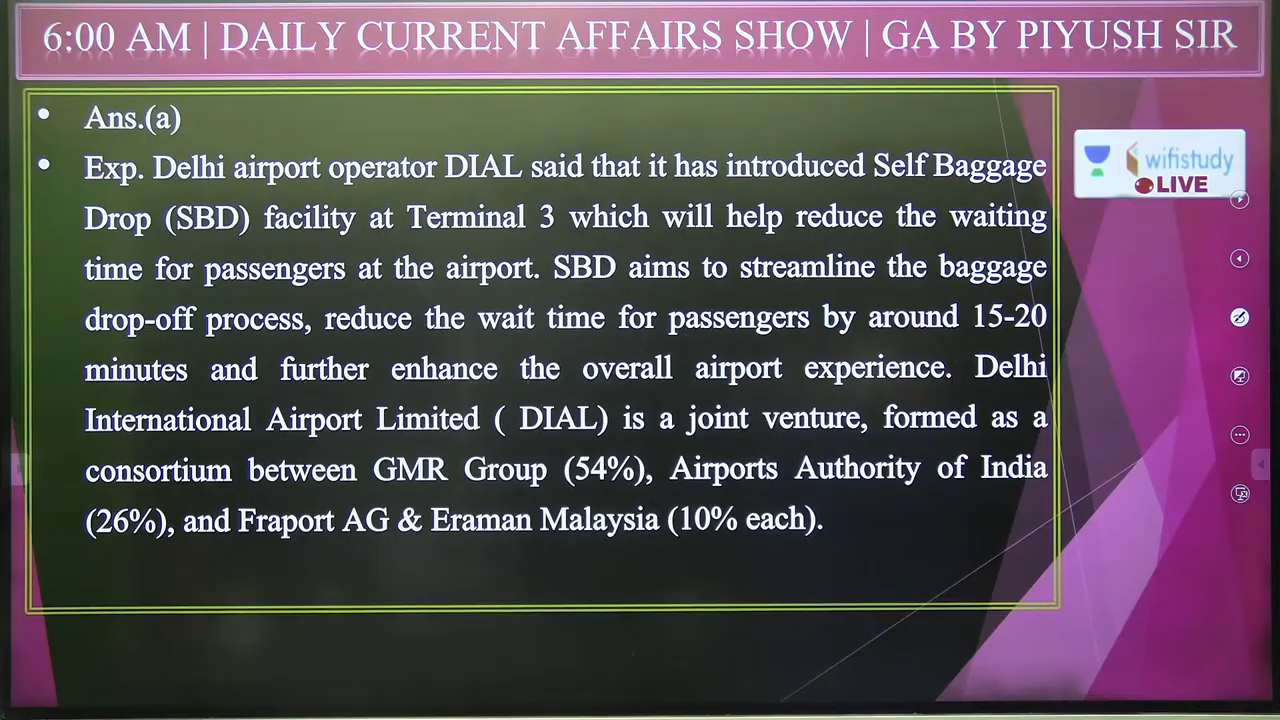 6:00 AM | DAILY CURRENT AFFAIRS SHOW | GA BY PIYUSH SIR
• Ans.(a)
• Exp. Delhi airport operator DIAL said that it has introduced Self Baggage
Drop (SBD) facility at Terminal 3 which will help reduce the waiting
time for passengers at the airport. SBD aims to streamline the baggage
drop-off process, reduce the wait time for passengers by around 15-20
minutes and further enhance the overall airport experience. Delhi
International Airport Limited ( DIAL) is a joint venture, formed as a
consortium between GMR Group (54%), Airports Authority of India
(26%), and Fraport AG & Eraman Malaysia (10% each).
wifistudy
LIVE